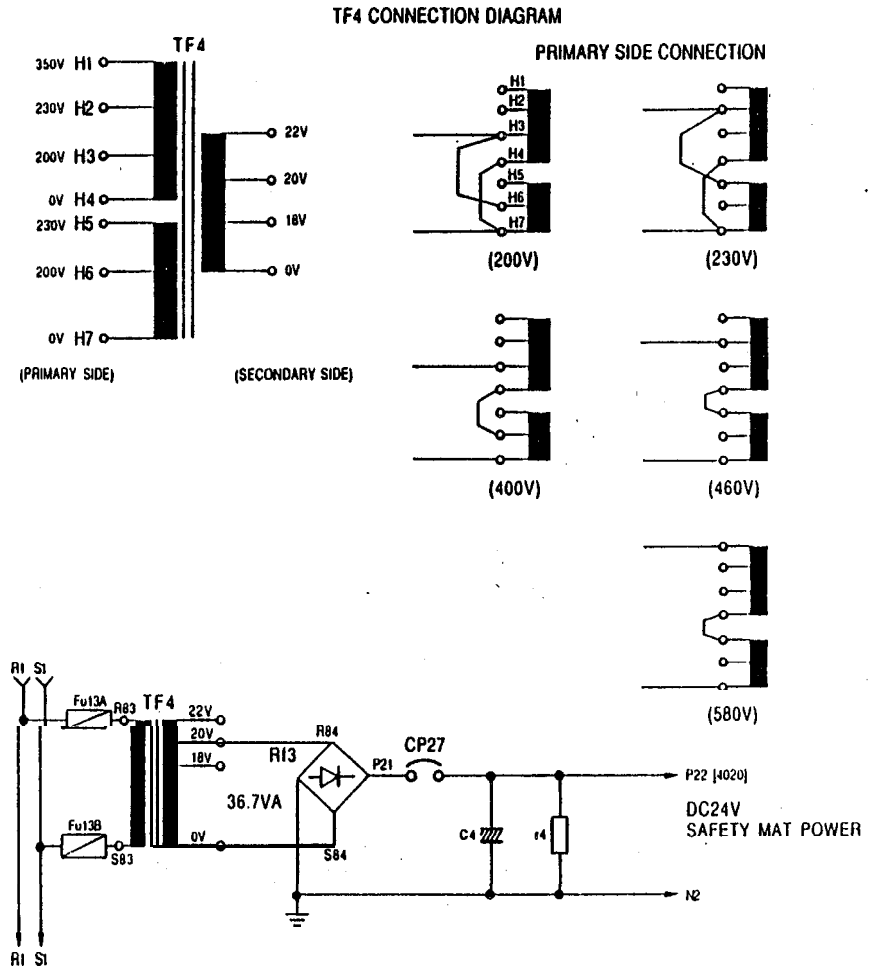 TF4 CONNECTION DIAGRAM
TF4
PRIMARY SIDE CONNECTION
350V H1
230V H2
200V H3
0V H4
230V H5
200V H6
0V H7
22V
20V
18V
0V
(PRIMARY SIDE)
(SECONDARY SIDE)
H1
H2
H3
H4
H5
H6
H7
(200V)
(230V)
(400V)
(460V)
(580V)
R1 S1
Fu13A
R83
TF4
22V
20V
18V
0V
Fu13B
S83
36.7VA
R13
R84
S84
P21
CP27
C4
r4
P22 [4020]
DC24V
SAFETY MAT POWER
N2
R1 S1